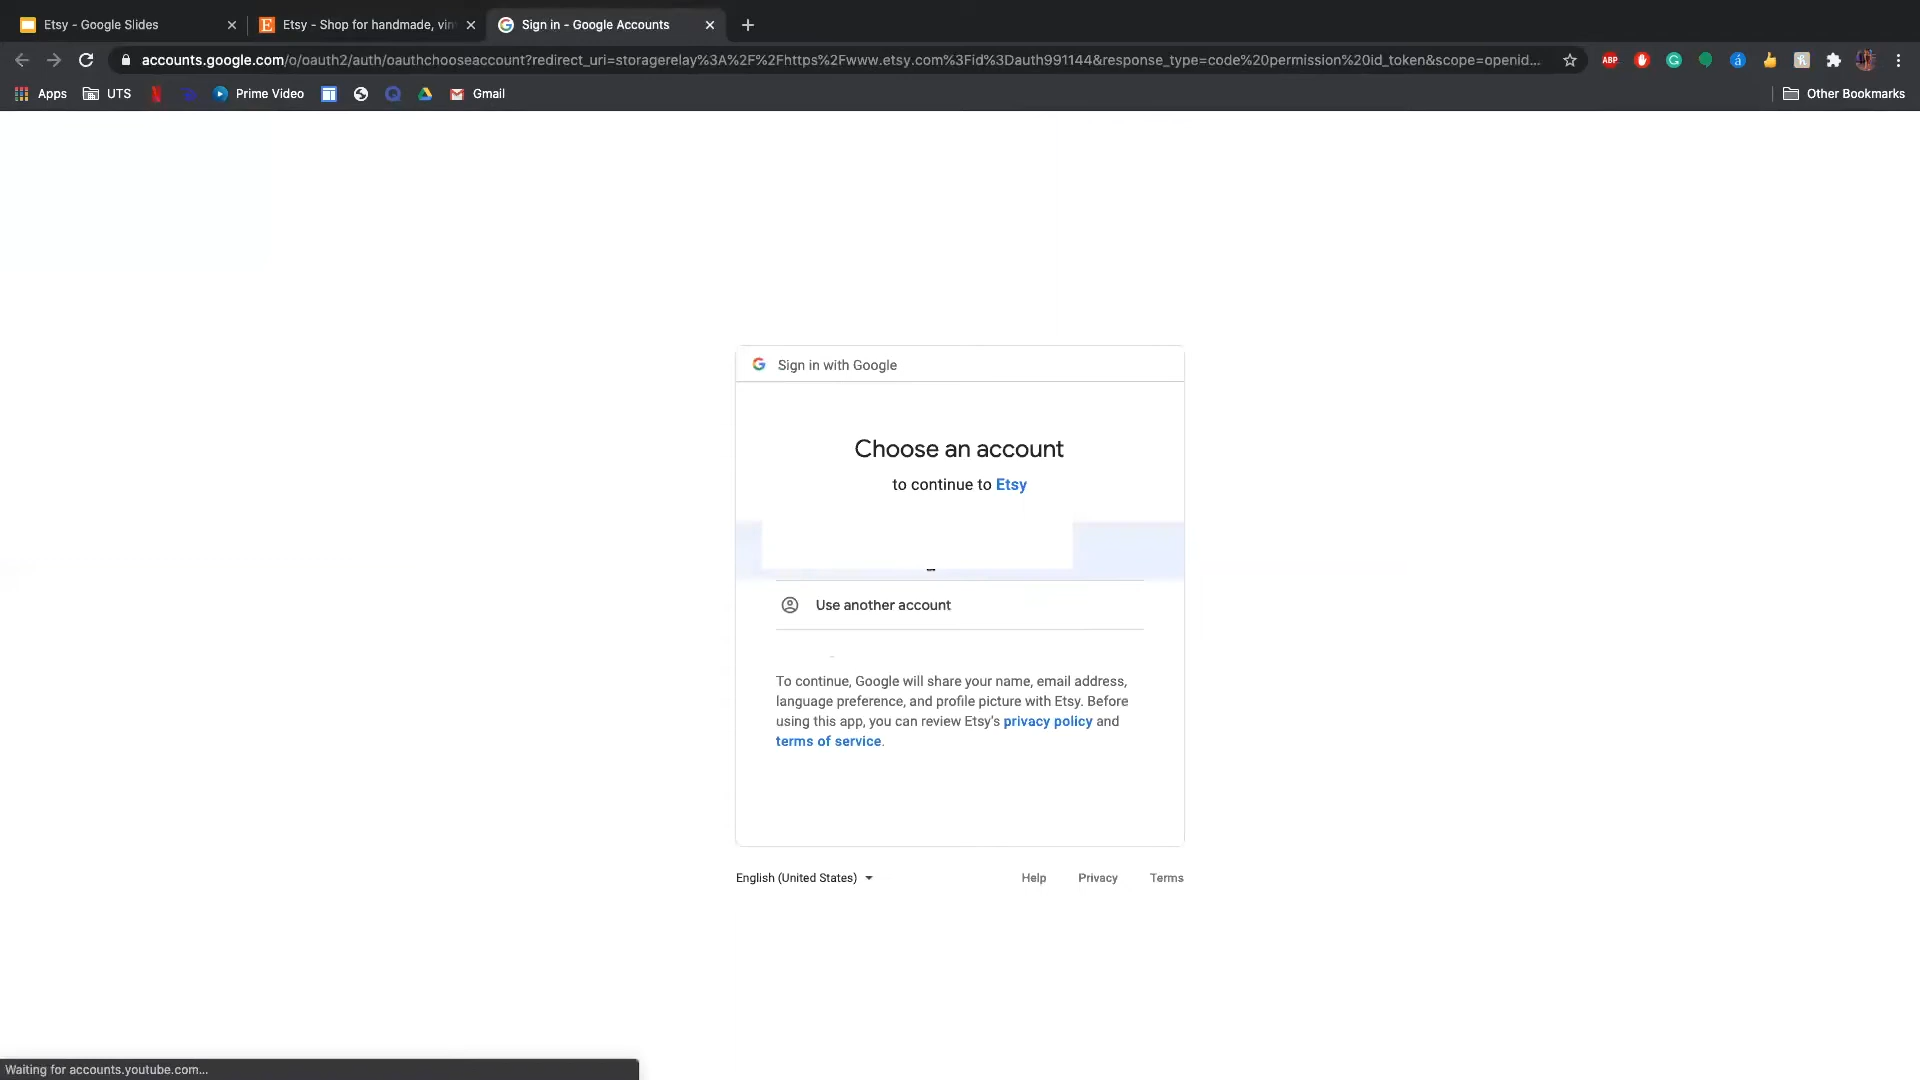 Etsy - Google Slides
Etsy - Shop for handmade, vin
Sign in - Google Accounts
accounts.google.com/o/oauth2/auth/oauthchooseaccount?redirect_uri=storagerelay%3A%2F%2Fhttps%2Fwww.etsy.com%3Fid%3Dauth991144&response_type=code%20permission%20id_token&scope=openid...
ABP
Apps
UTS
Prime Video
Gmail
Other Bookmarks
Sign in with Google
Choose an account
to continue to Etsy
Use another account
To continue, Google will share your name, email address,
language preference, and profile picture with Etsy. Before
using this app, you can review Etsy's privacy policy and
terms of service.
English (United States)
Help
Privacy
Terms
Waiting for accounts.youtube.com...